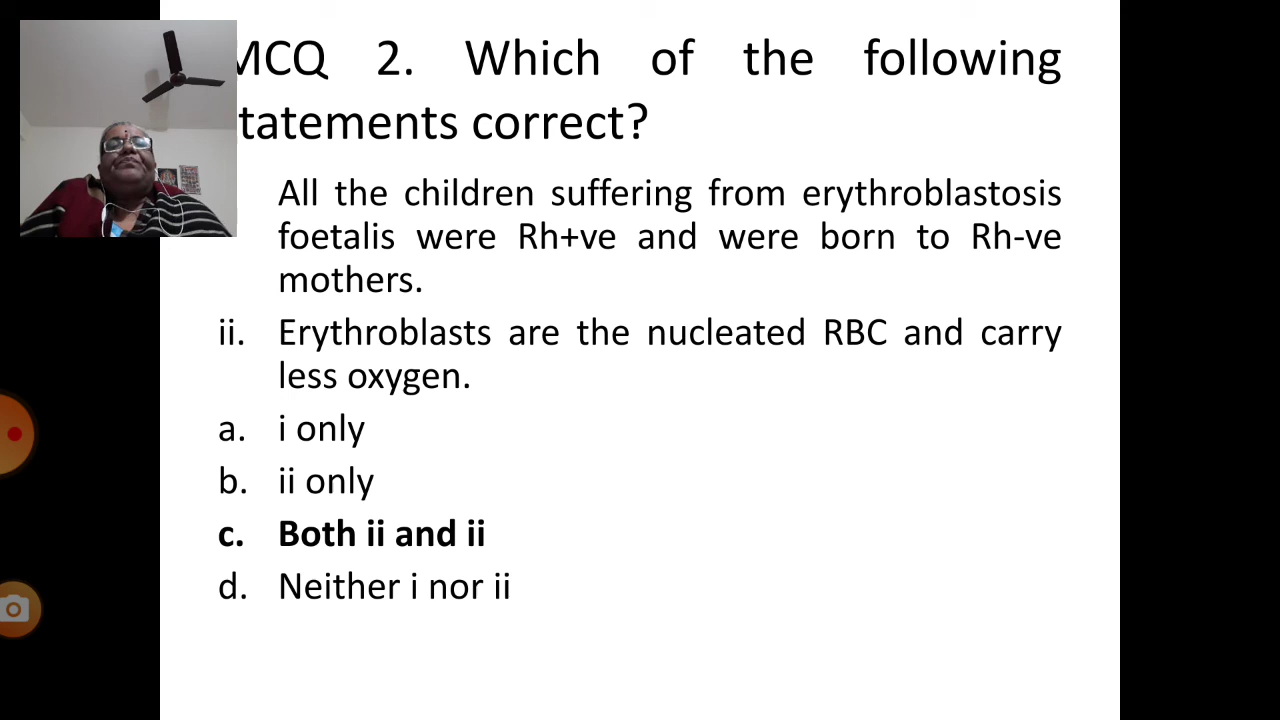 MCQ 2. Which of the following
tatements correct?
All the children suffering from erythroblastosis
foetalis were Rh+ve and were born to Rh-ve
mothers.
ii. Erythroblasts are the nucleated RBC and carry
less oxygen.
a. i only
b. ii only
c. Both ii and ii
d. Neither i nor ii